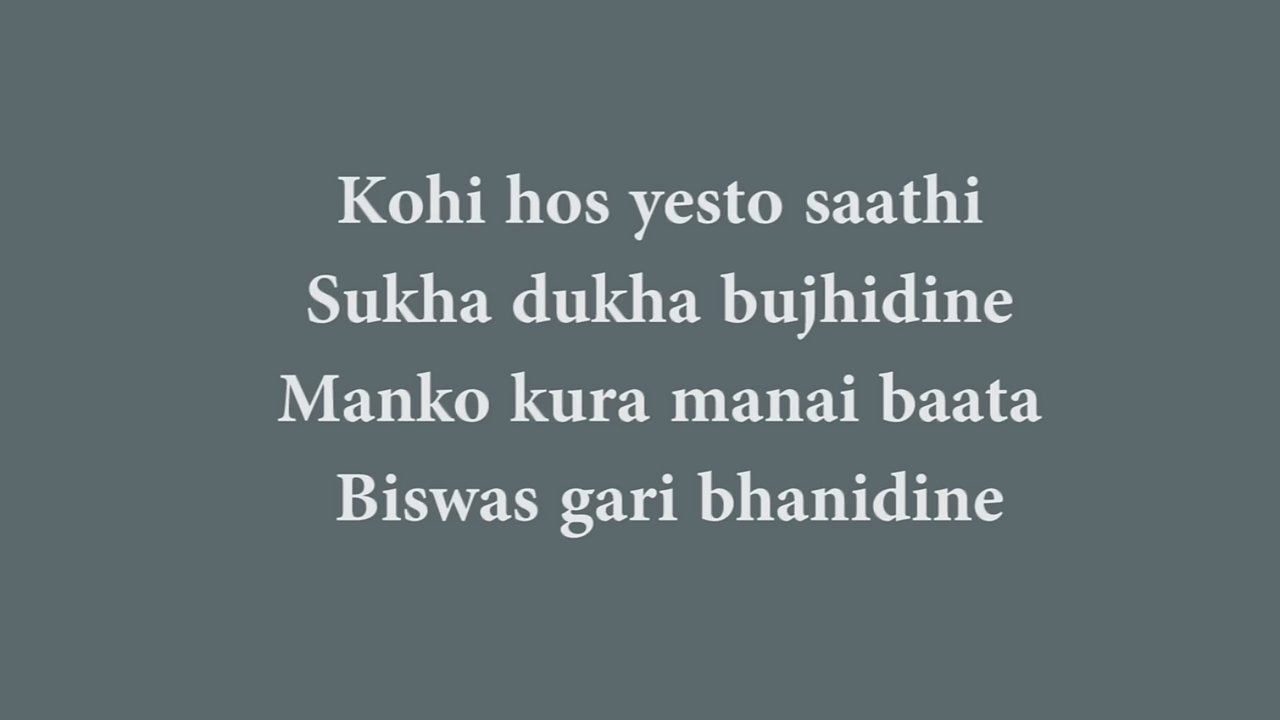 Kohi hos yesto saathi
Sukha dukha bujhidine
Manko kura manai baata
Biswas gari bhanidine